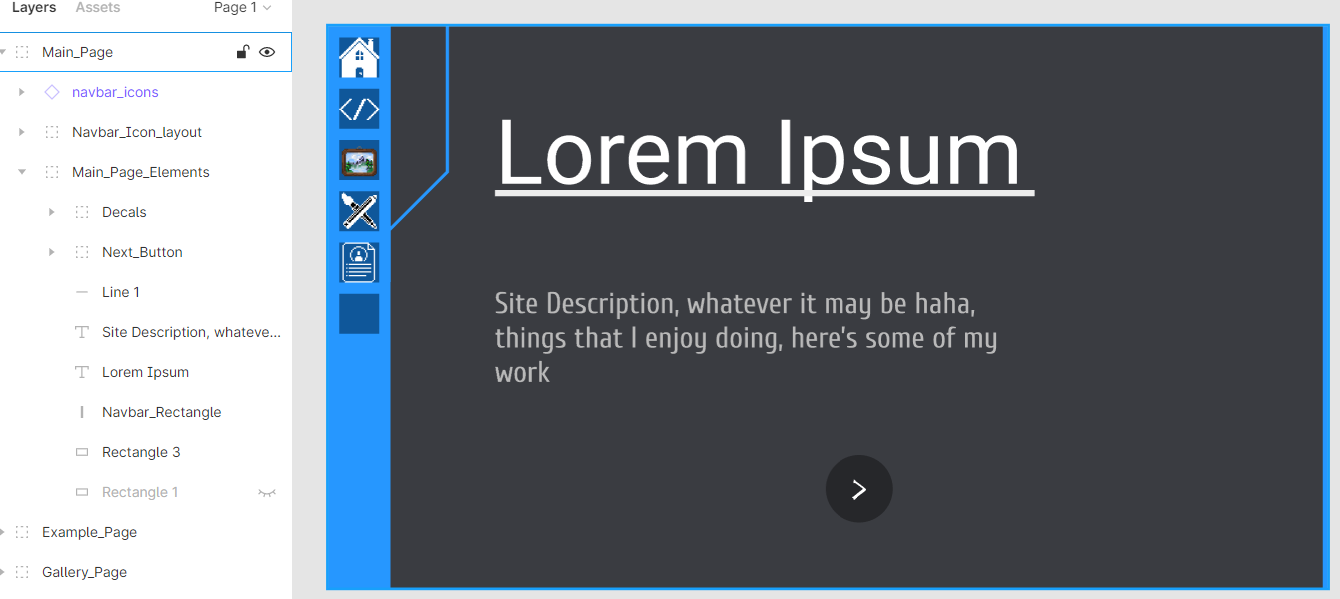 Layers Assets Page 1
Main_Page
navbar_icons
Navbar_Icon_layout
Main_Page_Elements
Decals
Next_Button
Line 1
Site Description, whateve...
Lorem Ipsum
Navbar_Rectangle
Rectangle 3
Rectangle 1
Example_Page
Gallery_Page
</>
Lorem Ipsum
Site Description, whatever it may be haha,
things that I enjoy doing, here's some of my
work
>